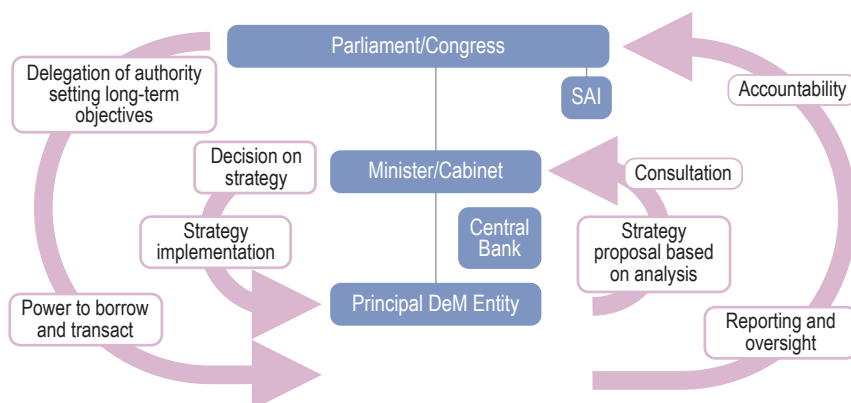 Parliament/Congress
Delegation of authority
setting long-term
objectives
SAI
Accountability
Decision on
strategy
Minister/Cabinet
Consultation
Strategy
implementation
Central
Bank
Strategy
proposal based
on analysis
Power to borrow
and transact
Principal DeM Entity
Reporting and
oversight